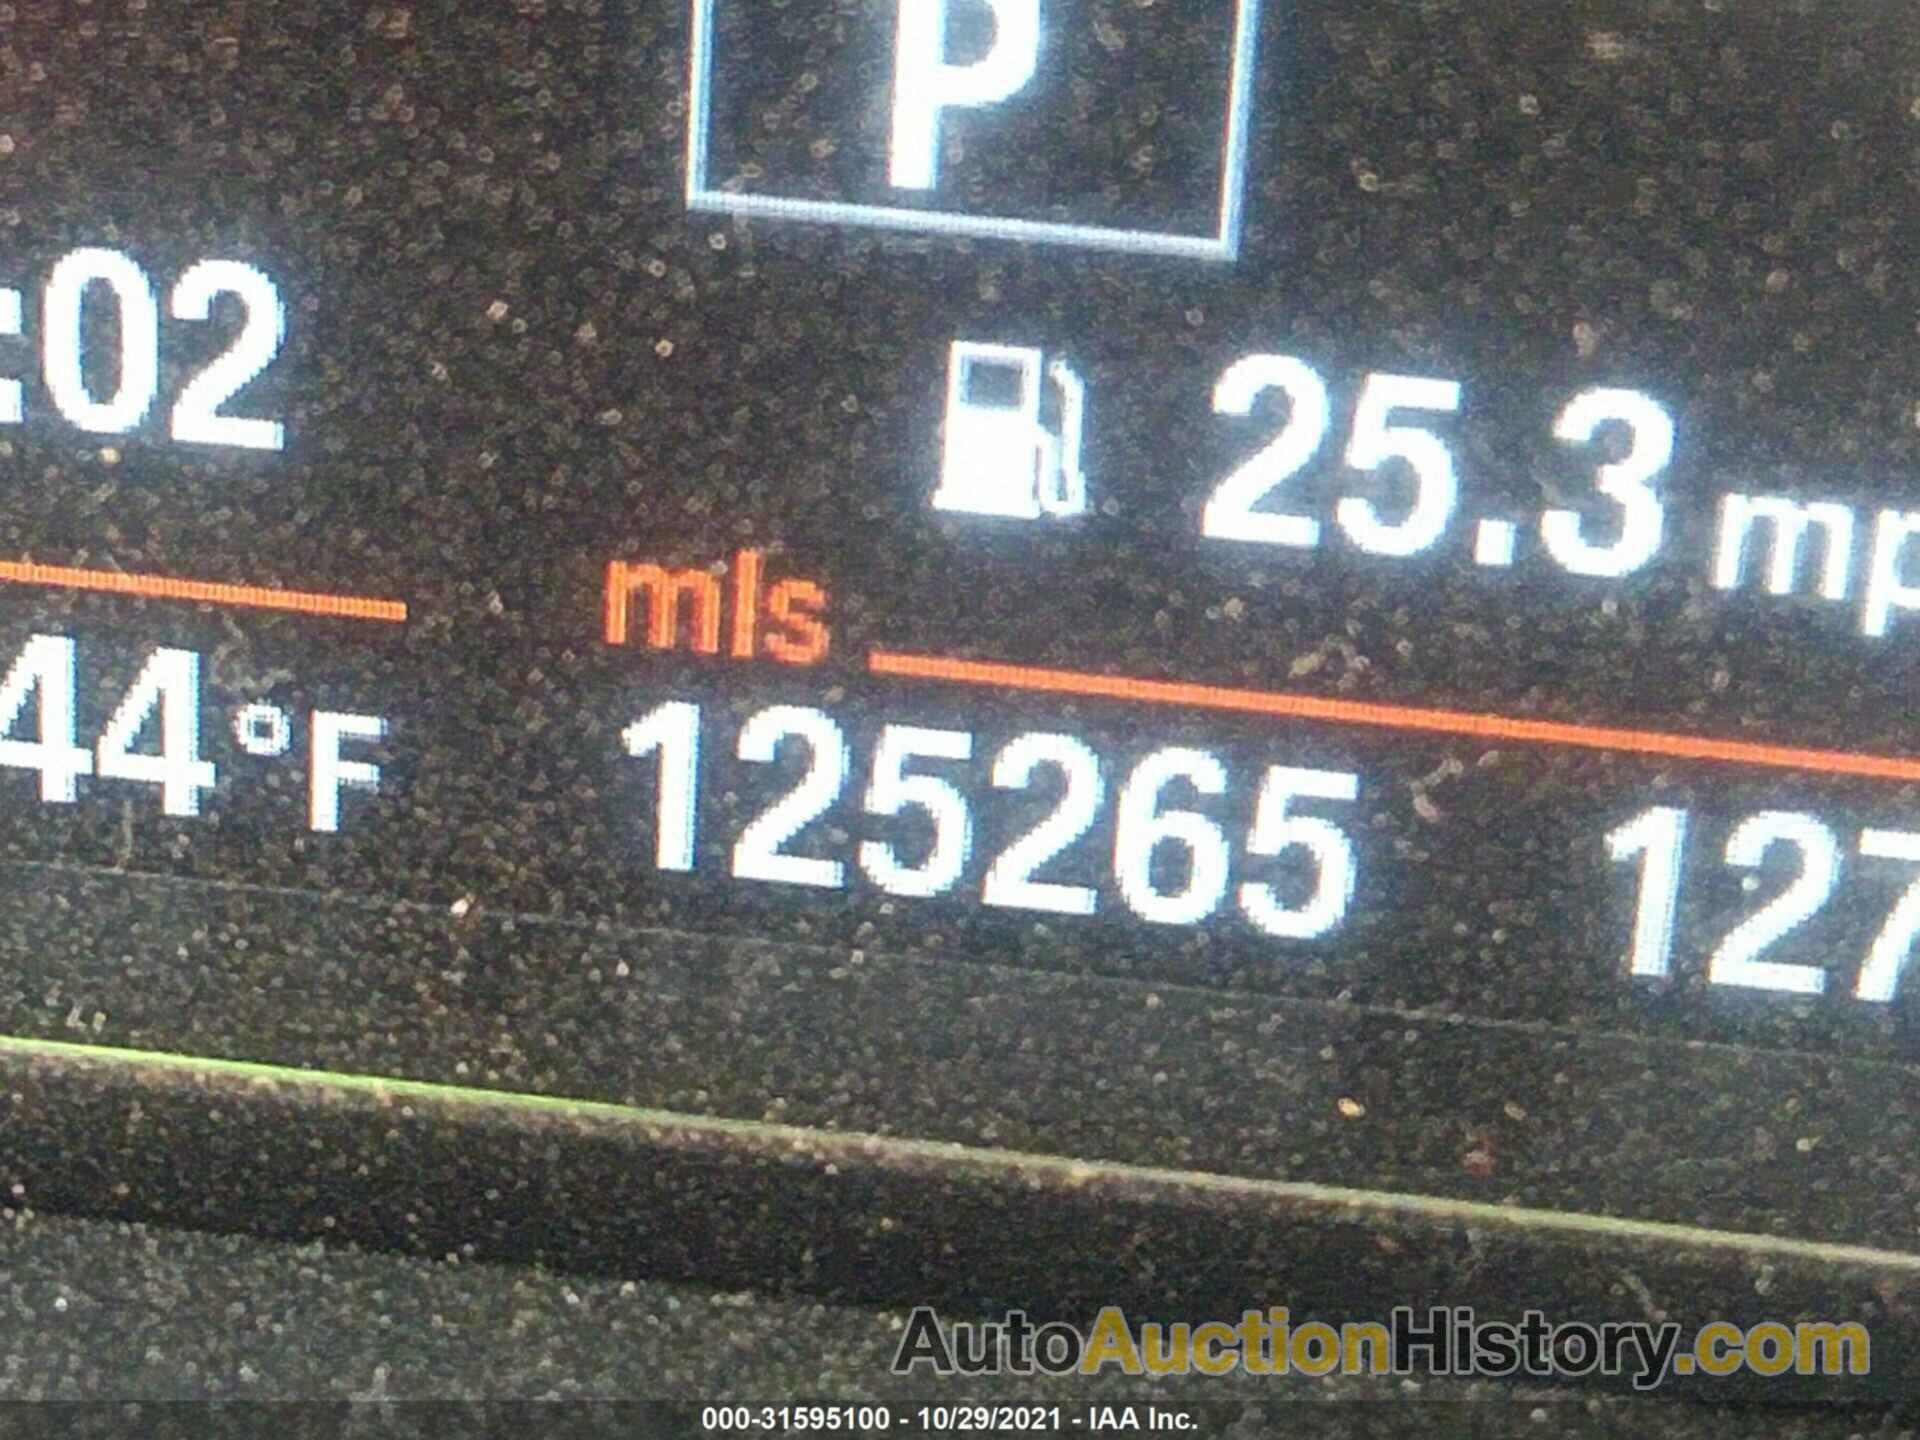 P
:02
25.3 mp
mls
44°F 125265 127
AutoAuctionHistory.com
000-31595100 - 10/29/2021 - IAA Inc.